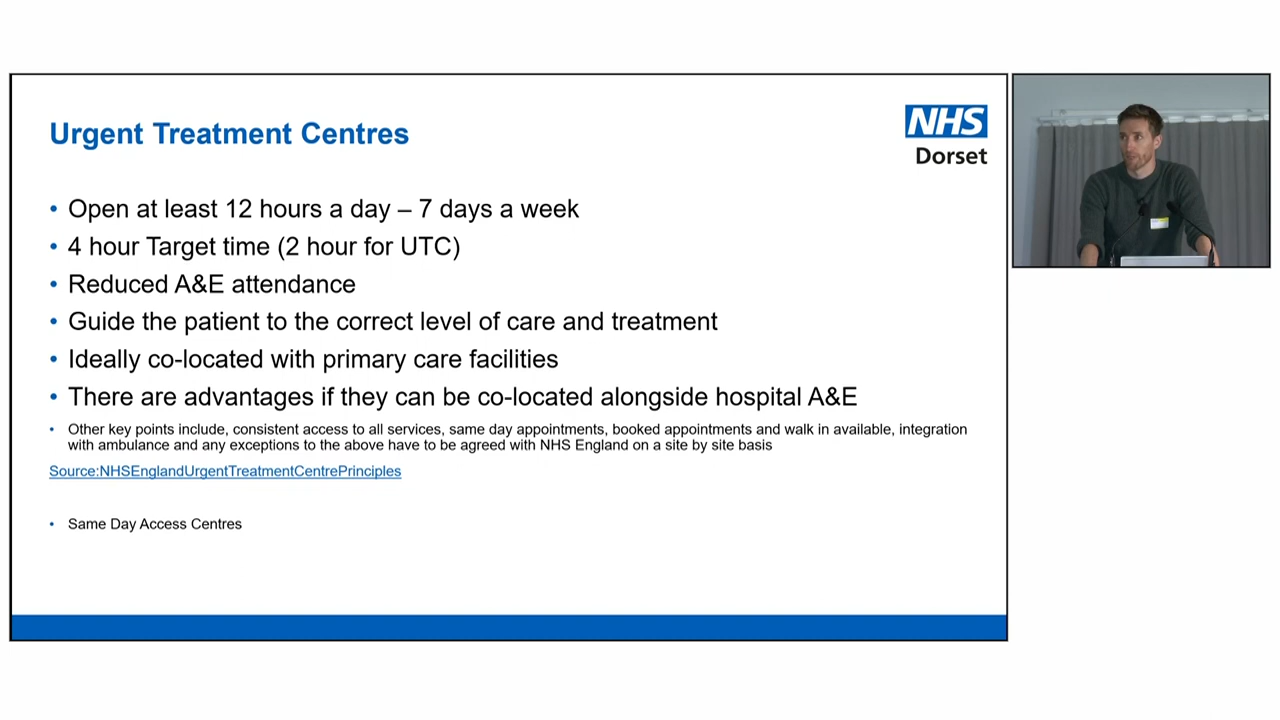 Urgent Treatment Centres
NHS
Dorset
• Open at least 12 hours a day – 7 days a week
• 4 hour Target time (2 hour for UTC)
• Reduced A&E attendance
• Guide the patient to the correct level of care and treatment
• Ideally co-located with primary care facilities
• There are advantages if they can be co-located alongside hospital A&E
• Other key points include, consistent access to all services, same day appointments, booked appointments and walk in available, integration
with ambulance and any exceptions to the above have to be agreed with NHS England on a site by site basis
Source:NHSEnglandUrgentTreatmentCentrePrinciples
• Same Day Access Centres